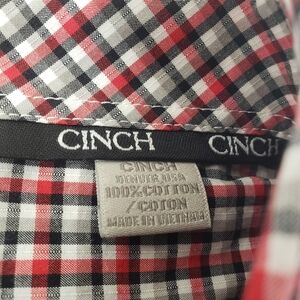 CINCH CINCH
CINCH
DENVER, USA
100% COTTON
/ COTON
MADE IN VIETNAM